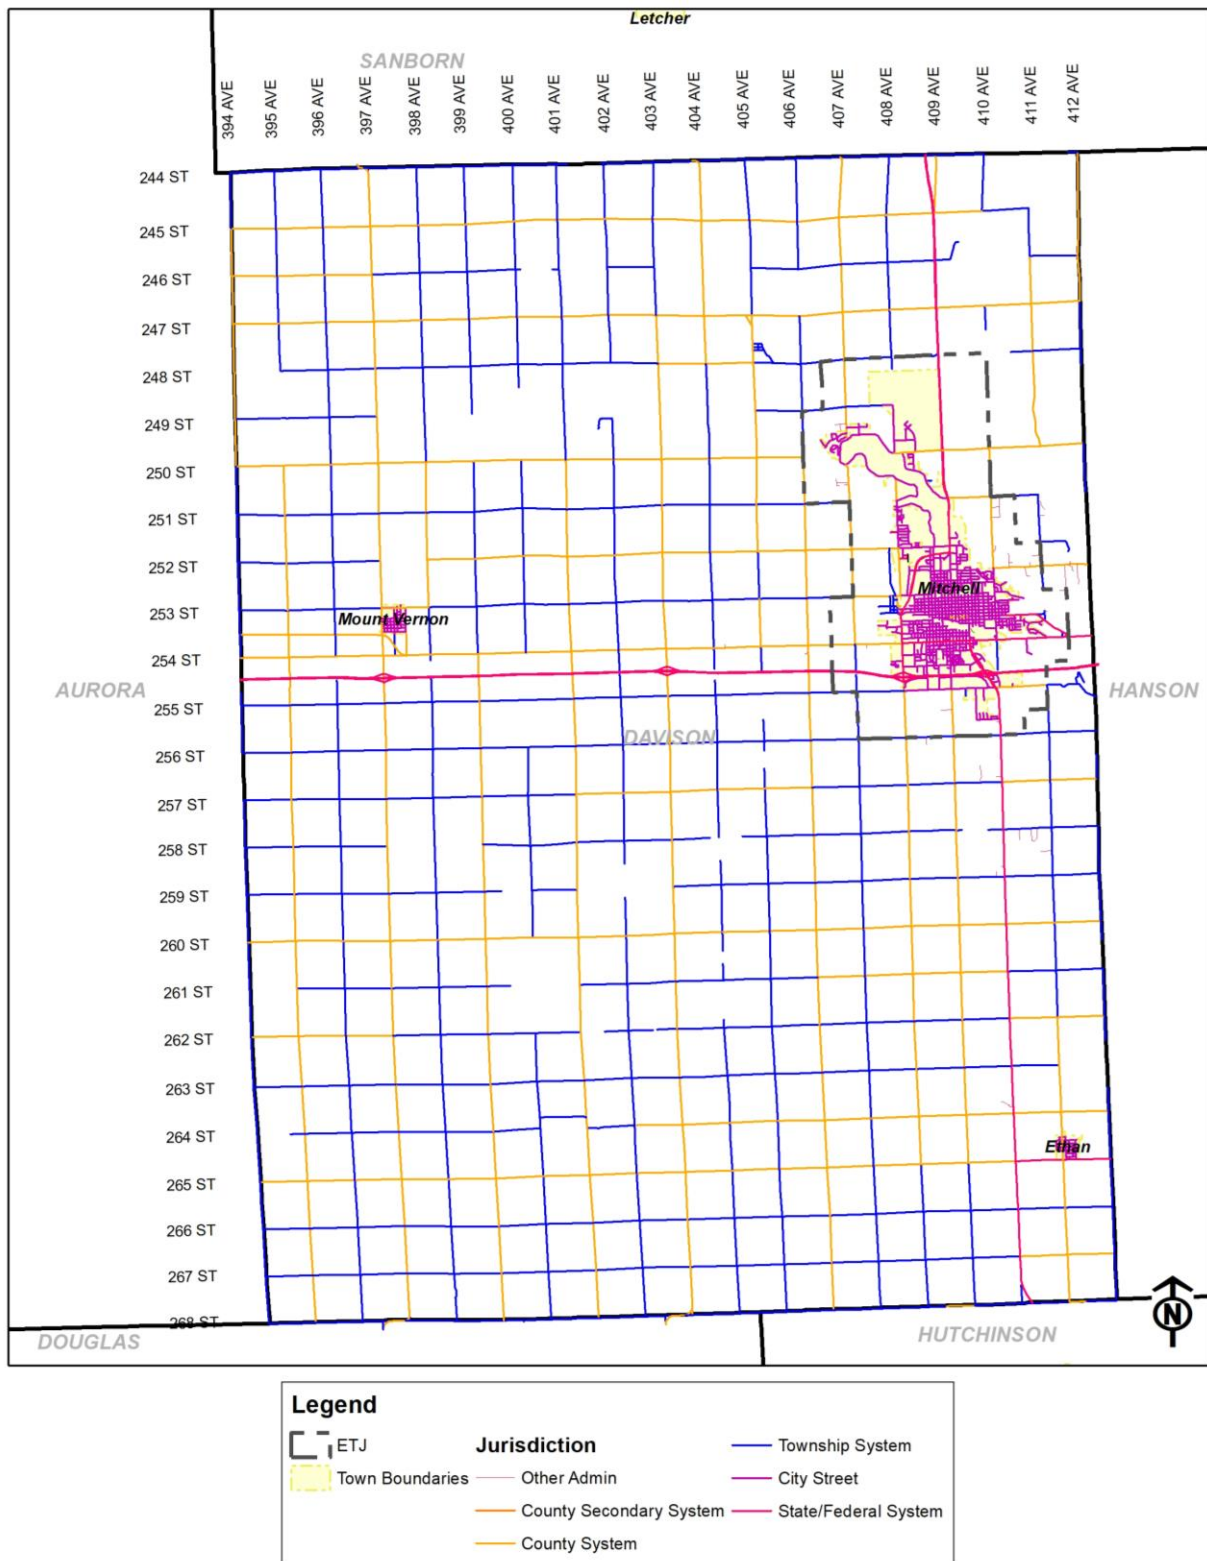 Letcher
SANBORN
394 AVE
395 AVE
396 AVE
397 AVE
398 AVE
399 AVE
400 AVE
401 AVE
402 AVE
403 AVE
404 AVE
405 AVE
406 AVE
407 AVE
408 AVE
409 AVE
410 AVE
411 AVE
412 AVE
244 ST
245 ST
246 ST
247 ST
248 ST
249 ST
250 ST
251 ST
252 ST
Mitchell
253 ST
Mount Vernon
254 ST
AURORA
HANSON
255 ST
DAVISON
256 ST
257 ST
258 ST
259 ST
260 ST
261 ST
262 ST
263 ST
264 ST
Ethan
265 ST
266 ST
267 ST
268 ST
N
DOUGLAS
HUTCHINSON
Legend
ETJ
Town Boundaries
Jurisdiction
Other Admin
County Secondary System
County System
Township System
City Street
State/Federal System